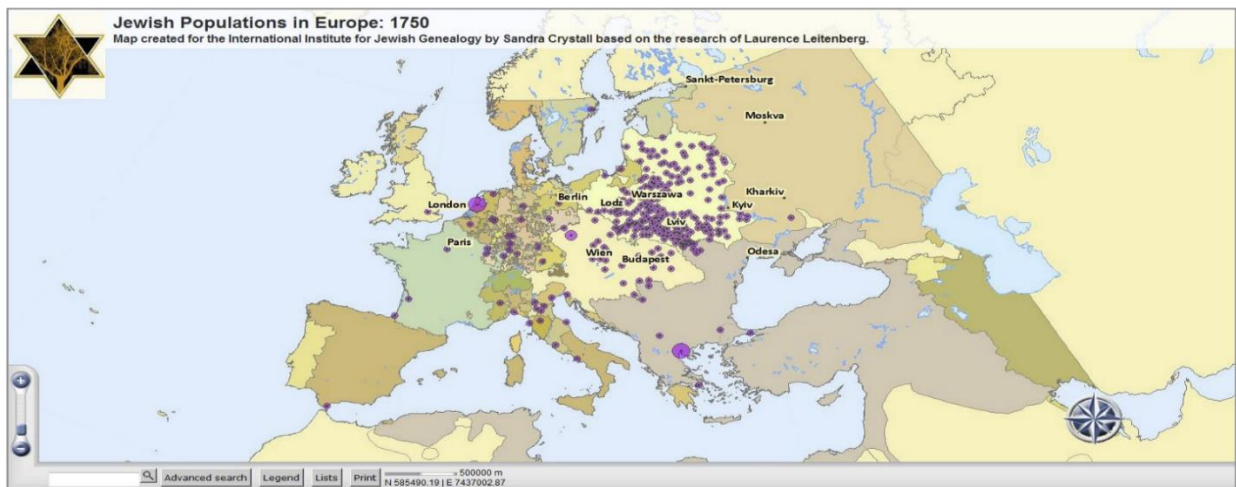 Jewish Populations in Europe: 1750
Map created for the International Institute for Jewish Genealogy by Sandra Crystall based on the research of Laurence Leitenberg.
Sankt-Petersburg
Moskva
London
Berlin
Lodz
Warszawa
Kharkiv
Kyiv
Lviv
Paris
Wien
Budapest
Odesa
Advanced search
Legend
Lists
Print
500000 m
N 585490.19 | E 7437002.87